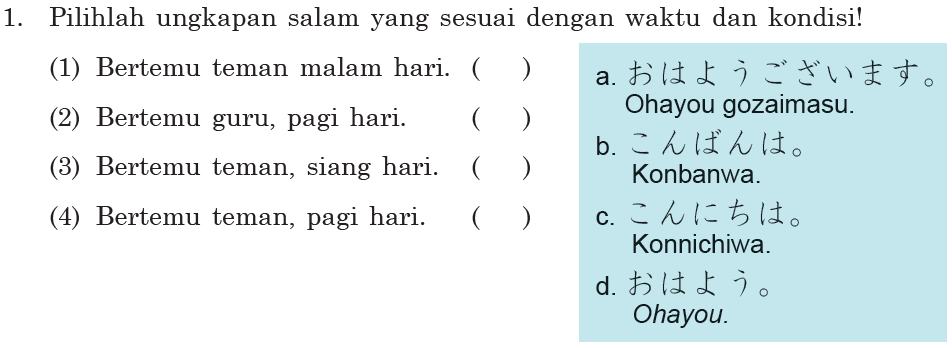 1. Pilihlah ungkapan salam yang sesuai dengan waktu dan kondisi!
(1) Bertemu teman malam hari. ( )
(2) Bertemu guru, pagi hari. ( )
(3) Bertemu teman, siang hari. ( )
(4) Bertemu teman, pagi hari. ( )
a. おはようございます。
Ohayou gozaimasu.
b. こんばんは。
Konbanwa.
c. こんにちは。
Konnichiwa.
d. おはよう。
Ohayou.